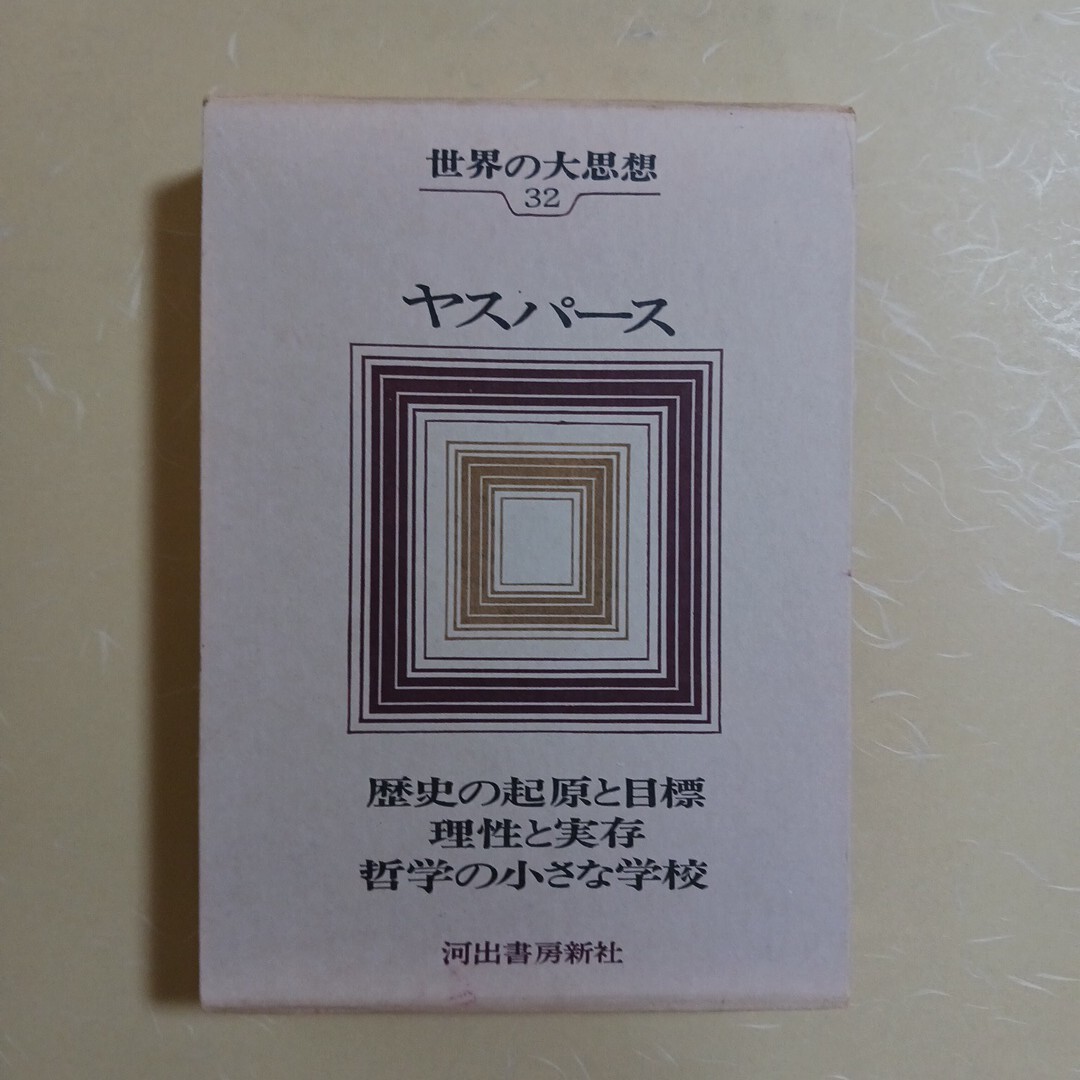 世界の大思想
32
ヤスパース
歴史の起原と目標
理性と実存
哲学の小さな学校
河出書房新社